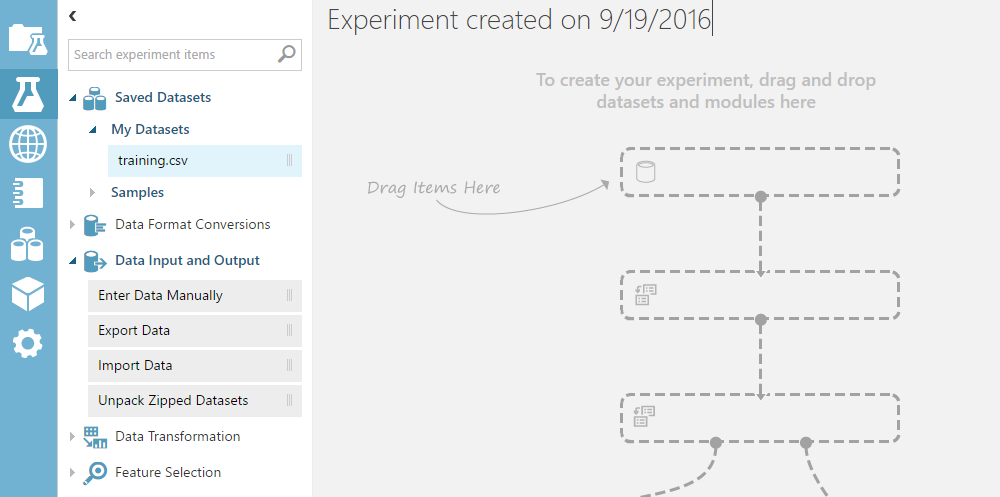 Experiment created on 9/19/2016
Search experiment items
Saved Datasets
My Datasets
training.csv
Samples
Data Format Conversions
Data Input and Output
Enter Data Manually
Export Data
Import Data
Unpack Zipped Datasets
Data Transformation
Feature Selection
To create your experiment, drag and drop
datasets and modules here
Drag Items Here